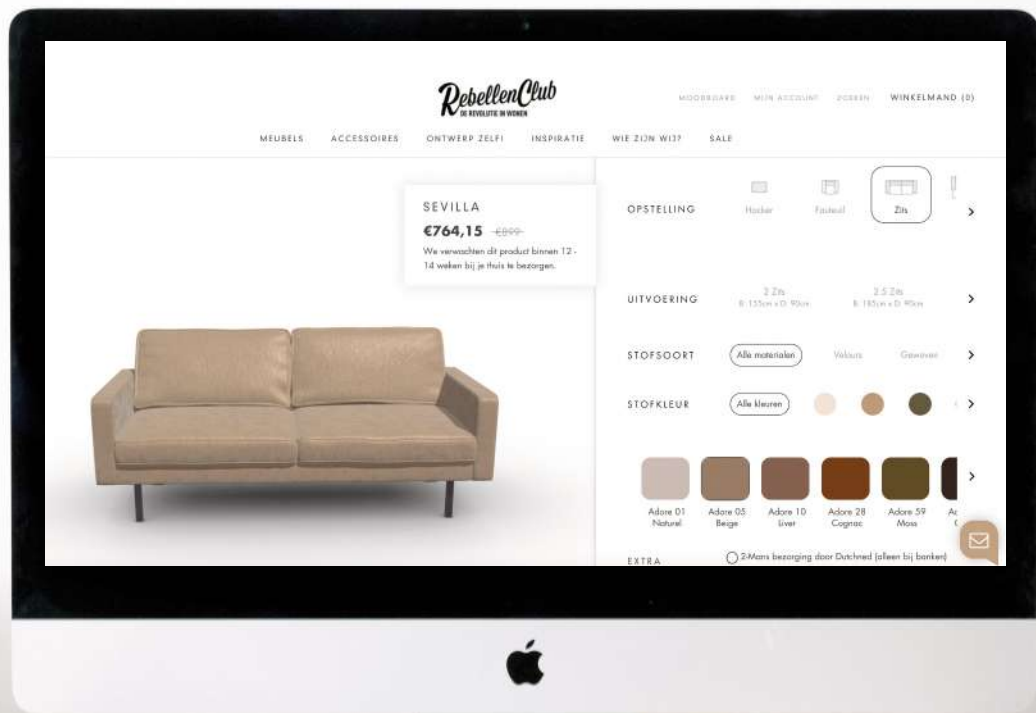 RebellenClub
DE REVOLUTIE IN WONEN
MOODBOARD MIJN ACCOUNT ZOEKEN WINKELMAND (0)
MEUBELS ACCESSOIRES ONTWERP ZELF! INSPIRATIE WIE ZIJN WIJ? SALE
SEVILLA
€764,15 €899
We verwachten dit product binnen 12 -
14 weken bij je thuis te bezorgen.
OPSTELLING
Hocker Fauteuil Zits
UITVOERING
2 Zits
B: 155cm x D: 90cm
2.5 Zits
B: 185cm x D: 90cm
STOFSOORT Alle materialen Velours Geweven
STOFKLEUR Alle kleuren
Adore 01
Naturel
Adore 05
Beige
Adore 10
Liver
Adore 28
Cognac
Adore 59
Moss
EXTRA 2-Mans bezorging door Dutchned (alleen bij banken)